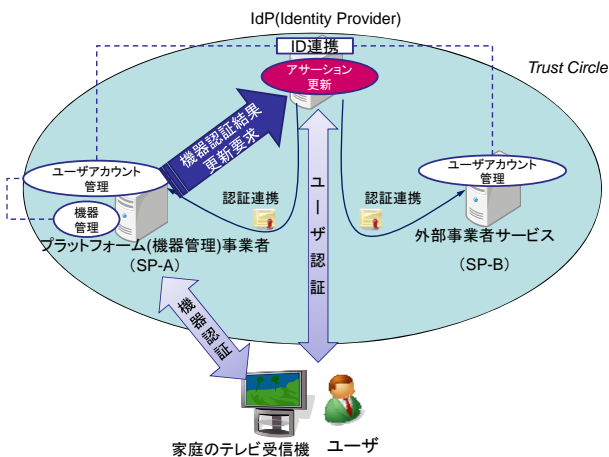 IdP(Identity Provider)
ID連携
Trust Circle
アサーション
更新
機器認証結果
更新要求
ユーザアカウント
管理
ユーザアカウント
管理
機器
管理
認証連携
認証連携
ユーザ認証
プラットフォーム(機器管理)事業者
(SP-A)
外部事業者サービス
(SP-B)
機器認証
家庭のテレビ受信機
ユーザ